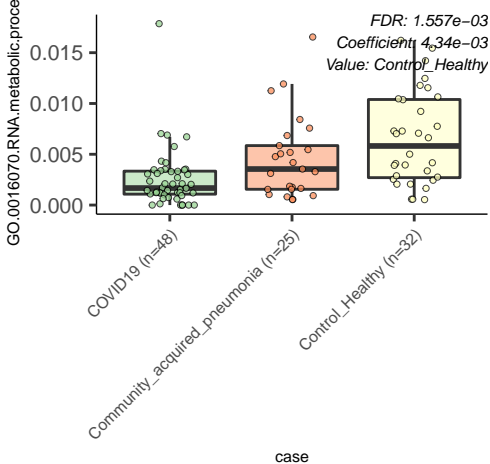 FDR: 1.557e−03
Coefficient: 4.34e−03
Value: Control_Healthy
GO.0016070.RNA.metabolic.proce
0.015
0.010
0.005
0.000
COVID19 (n=48)
Community_acquired_pneumonia (n=25)
Control_Healthy (n=32)
case